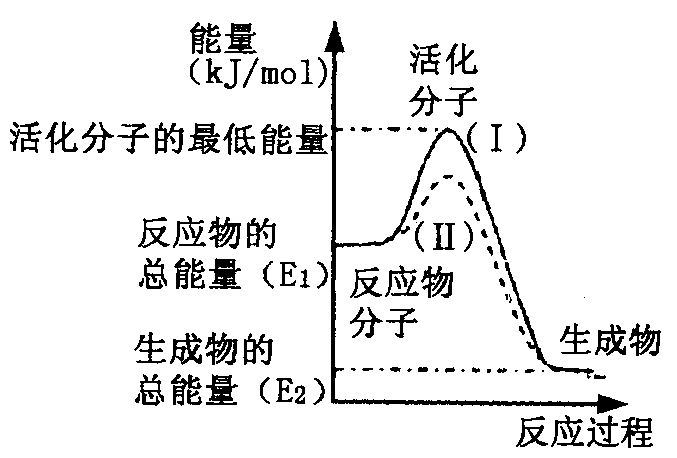 能量
(kJ/mol)
活化
分子
活化分子的最低能量
(Ⅰ)
反应物的
总能量(E1)
(Ⅱ)
反应物
分子
生成物的
总能量(E2)
生成物
反应过程